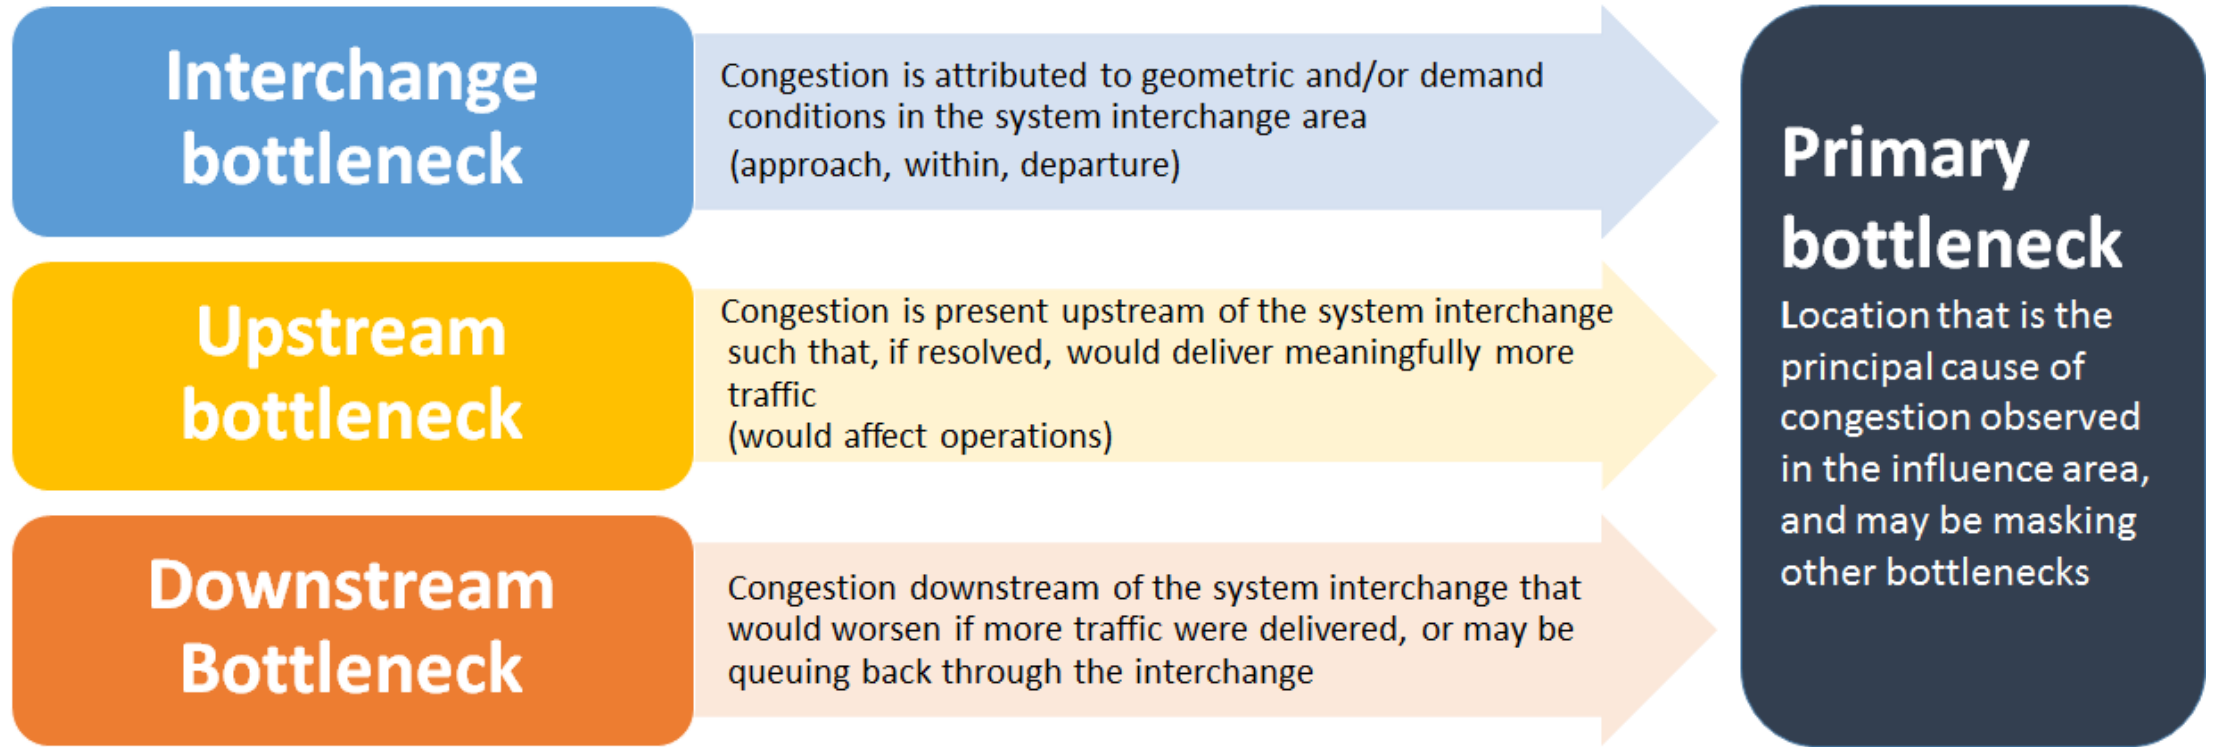 Interchange
bottleneck
Congestion is attributed to geometric and/or demand
conditions in the system interchange area
(approach, within, departure)
Upstream
bottleneck
Congestion is present upstream of the system interchange
such that, if resolved, would deliver meaningfully more
traffic
(would affect operations)
Downstream
Bottleneck
Congestion downstream of the system interchange that
would worsen if more traffic were delivered, or may be
queuing back through the interchange
Primary
bottleneck
Location that is the
principal cause of
congestion observed
in the influence area,
and may be masking
other bottlenecks